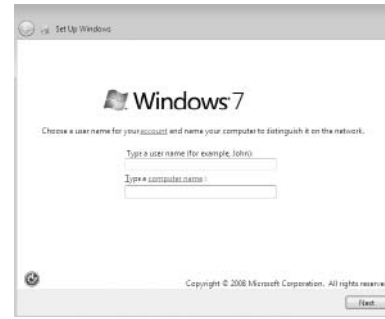 Set Up Windows
Windows 7
Choose a user name for your account and name your computer to distinguish it on the network.
Type a user name (for example, John):
Type a computer name :
Copyright © 2008 Microsoft Corporation. All rights reserve
Next